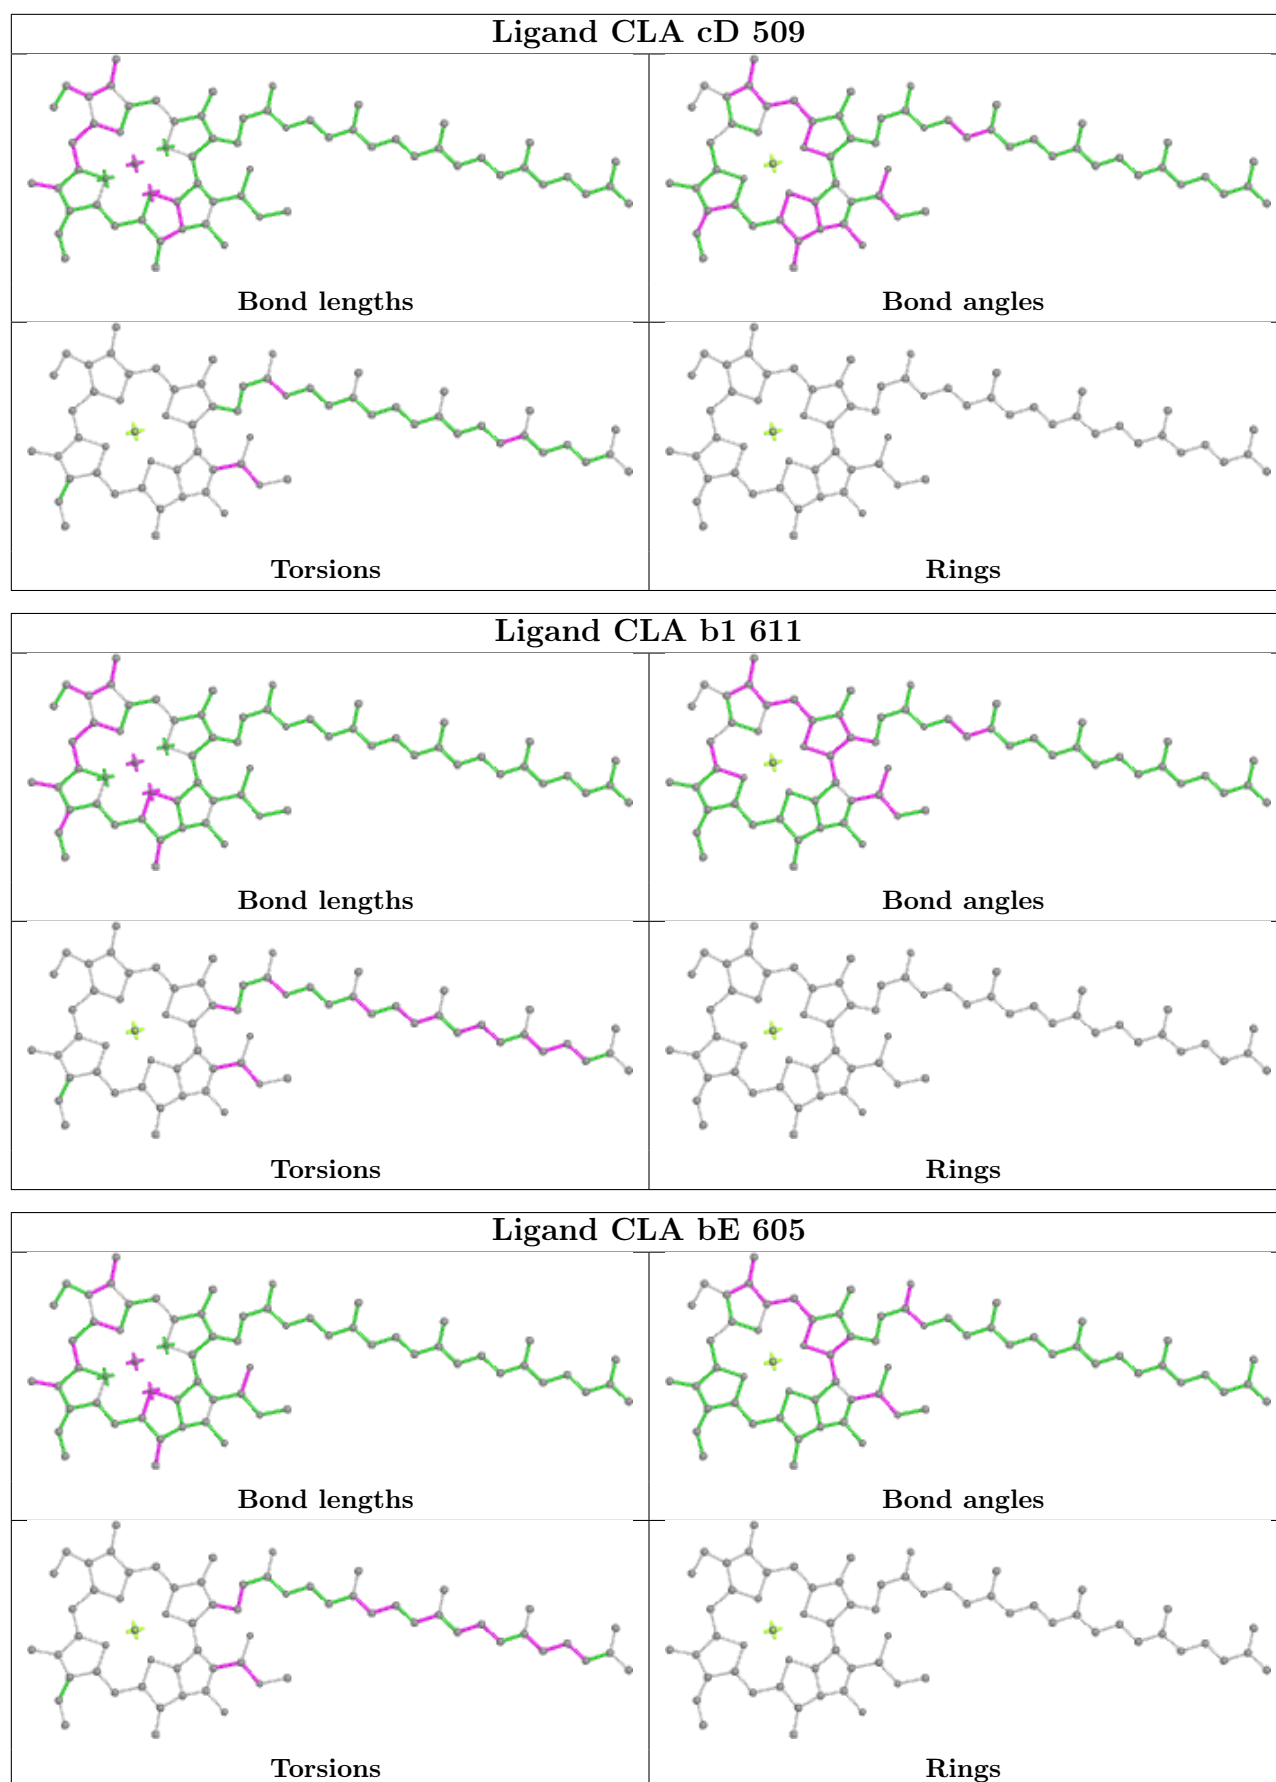 Ligand CLA cD 509
Bond lengths
Bond angles
Torsions
Rings
Ligand CLA b1 611
Bond lengths
Bond angles
Torsions
Rings
Ligand CLA bE 605
Bond lengths
Bond angles
Torsions
Rings